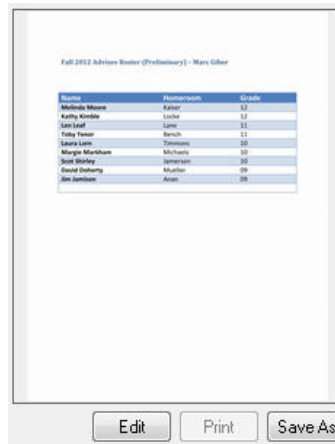 Fall 2012 Advisee Roster (Preliminary) - Marc Giber
Name Homeroom Grade
Melinda Moore Kaiser 12
Kathy Kimble Locke 12
Len Leaf Lane 11
Toby Tenor Bench 11
Laura Lorn Timmons 10
Margie Markham Michaels 10
Scot Shirley Jamerson 10
David Doherty Mueller 09
Jim Jamison Anan 09
Edit Print Save As